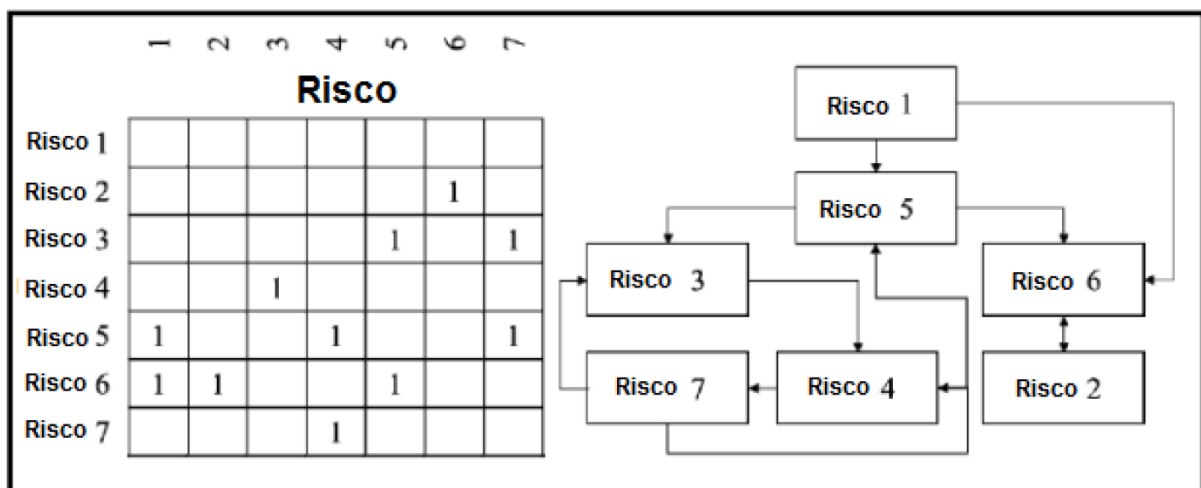 1 2 3 4 5 6 7
Risco
Risco 1
Risco 2 1
Risco 3 1 1
Risco 4 1
Risco 5 1 1 1
Risco 6 1 1 1
Risco 7 1
Risco 1
Risco 5
Risco 3
Risco 6
Risco 7
Risco 4
Risco 2